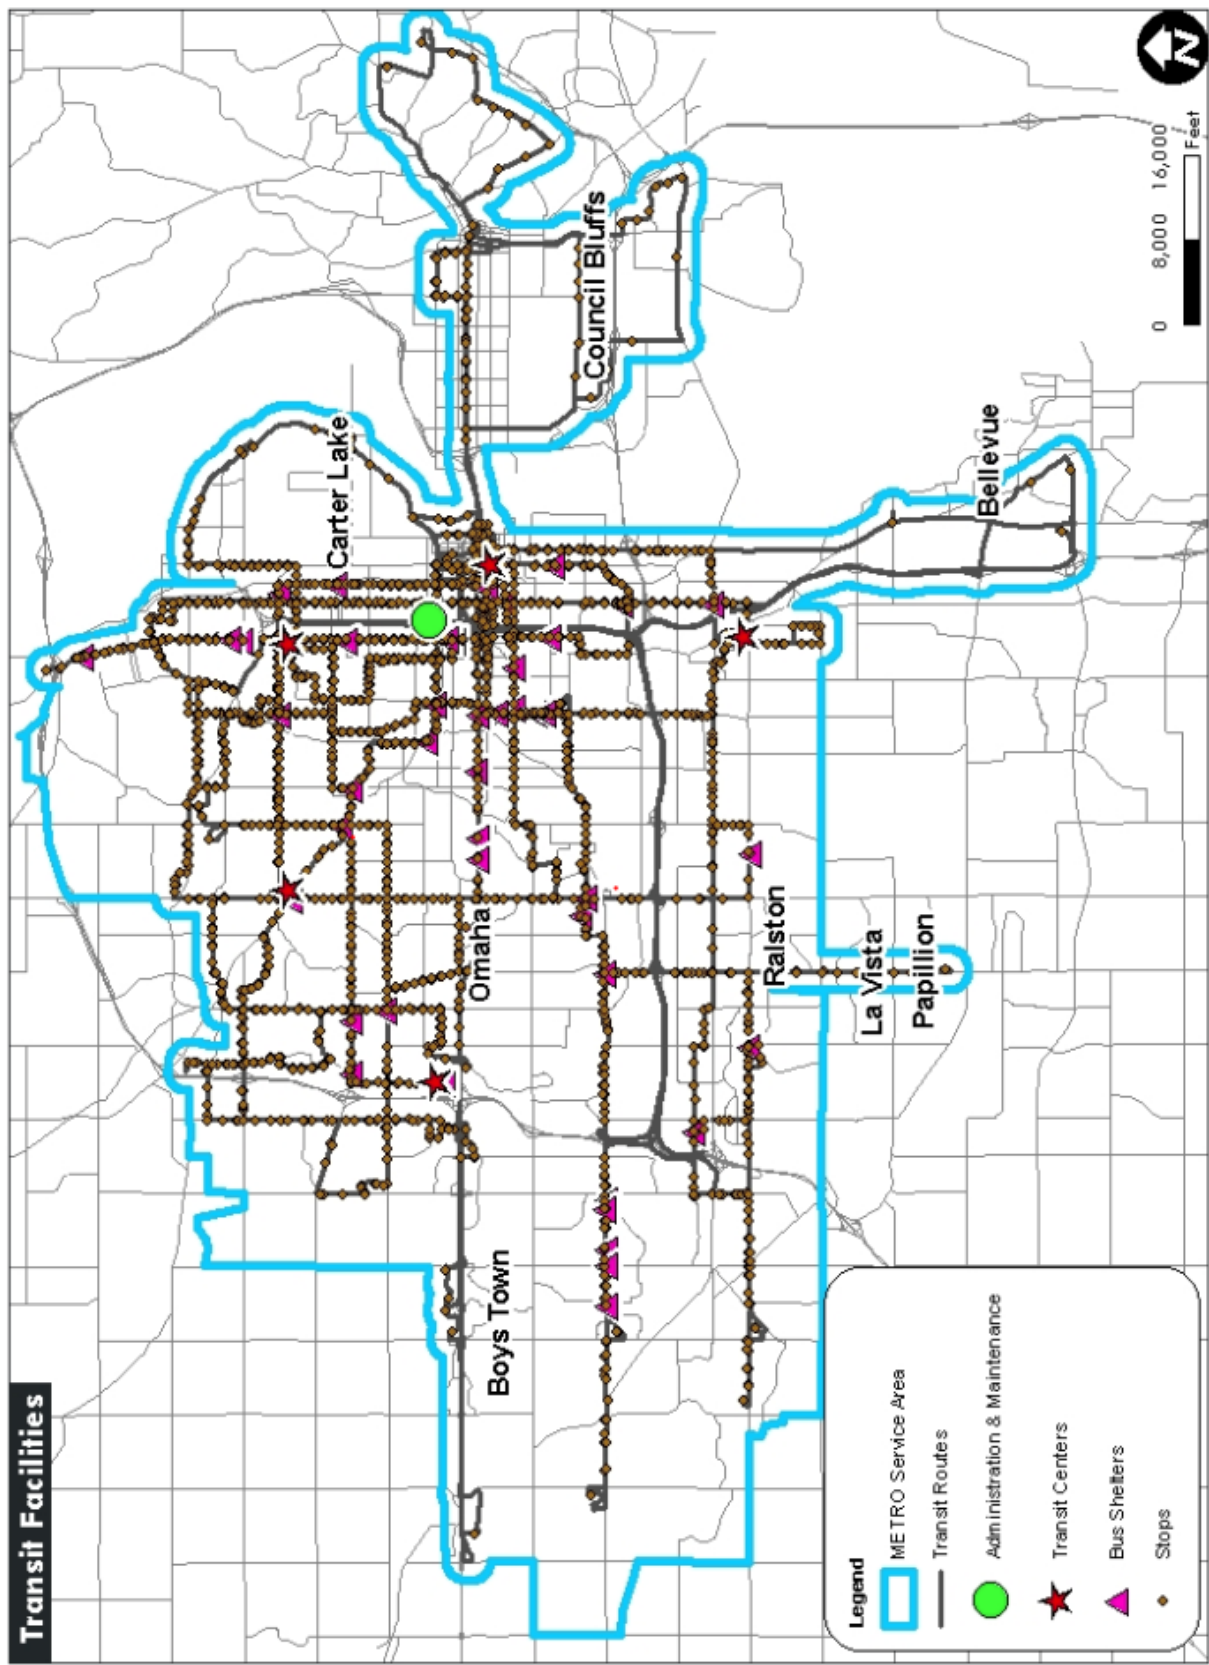 Transit Facilities
N
0 8,000 16,000
Feet
Carter Lake
Council Bluffs
Bellevue
Omaha
Ralston
La Vista
Papillion
Boys Town
Legend
METRO Service Area
Transit Routes
Administration & Maintenance
Transit Centers
Bus Shelters
Stops